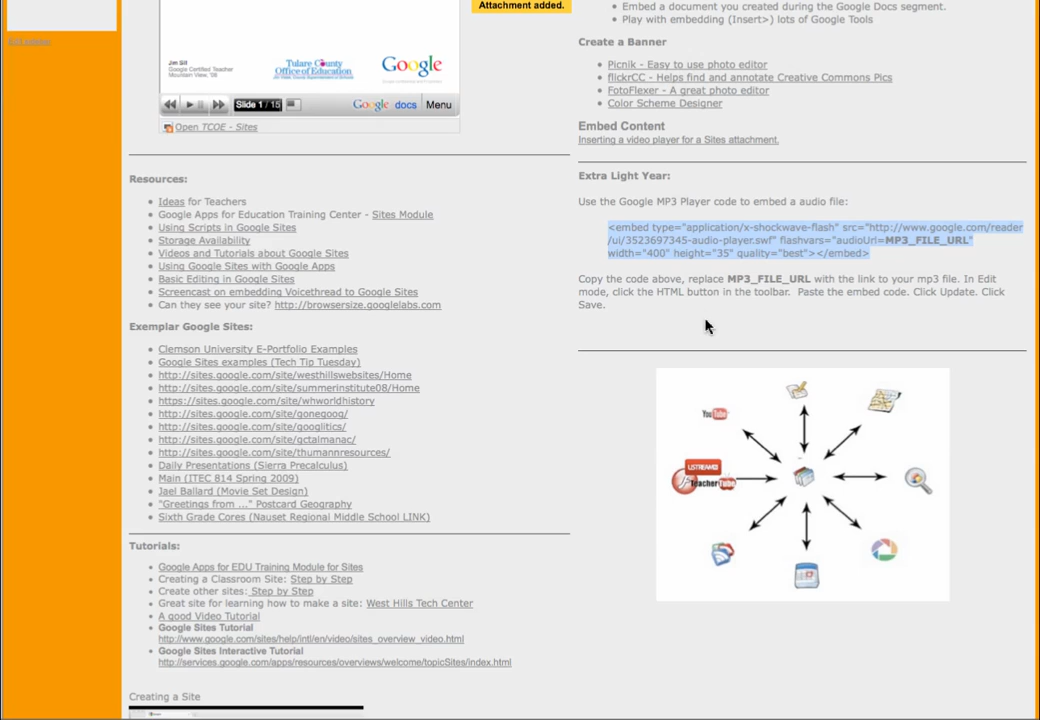 Attachment added.
Jim Sill
Google Certified Teacher
Mountain View, '08
Tulare County
Office of Education
Google
Slide 1 / 15
Google docs
Menu
Open TCOE - Sites
Resources:
Ideas for Teachers
Google Apps for Education Training Center - Sites Module
Using Scripts in Google Sites
Storage Availability
Videos and Tutorials about Google Sites
Using Google Sites with Google Apps
Basic Editing in Google Sites
Screencast on embedding Voicethread to Google Sites
Can they see your site? http://browsersize.googlelabs.com
Exemplar Google Sites:
Clemson University E-Portfolio Examples
Google Sites examples (Tech Tip Tuesday)
http://sites.google.com/site/westhillswebsites/Home
http://sites.google.com/site/summerinstitute08/Home
https://sites.google.com/site/whworldhistory
http://sites.google.com/site/gonegoog/
http://sites.google.com/site/googlitics/
http://sites.google.com/site/gctalmanac/
http://sites.google.com/site/thumannresources/
Daily Presentations (Sierra Precalculus)
Main (ITEC 814 Spring 2009)
Jael Ballard (Movie Set Design)
"Greetings from ..." Postcard Geography
Sixth Grade Cores (Nauset Regional Middle School LINK)
Tutorials:
Google Apps for EDU Training Module for Sites
Creating a Classroom Site: Step by Step
Create other sites: Step by Step
Great site for learning how to make a site: West Hills Tech Center
A good Video Tutorial
Google Sites Tutorial
http://www.google.com/sites/help/intl/en/video/sites_overview_video.html
Google Sites Interactive Tutorial
http://services.google.com/apps/resources/overviews/welcome/topicSites/index.html
Creating a Site
Embed a document you created during the Google Docs segment.
Play with embedding (Insert>) lots of Google Tools
Create a Banner
Picnik - Easy to use photo editor
flickrCC - Helps find and annotate Creative Commons Pics
FotoFlexer - A great photo editor
Color Scheme Designer
Embed Content
Inserting a video player for a Sites attachment.
Extra Light Year:
Use the Google MP3 Player code to embed a audio file:
<embed type="application/x-shockwave-flash" src="http://www.google.com/reader
/ui/3523697345-audio-player.swf" flashvars="audioUrl=MP3_FILE_URL"
width="400" height="35" quality="best"></embed>
Copy the code above, replace MP3_FILE_URL with the link to your mp3 file. In Edit
mode, click the HTML button in the toolbar. Paste the embed code. Click Update. Click
Save.
You Tube
USTREAM
TeacherTube